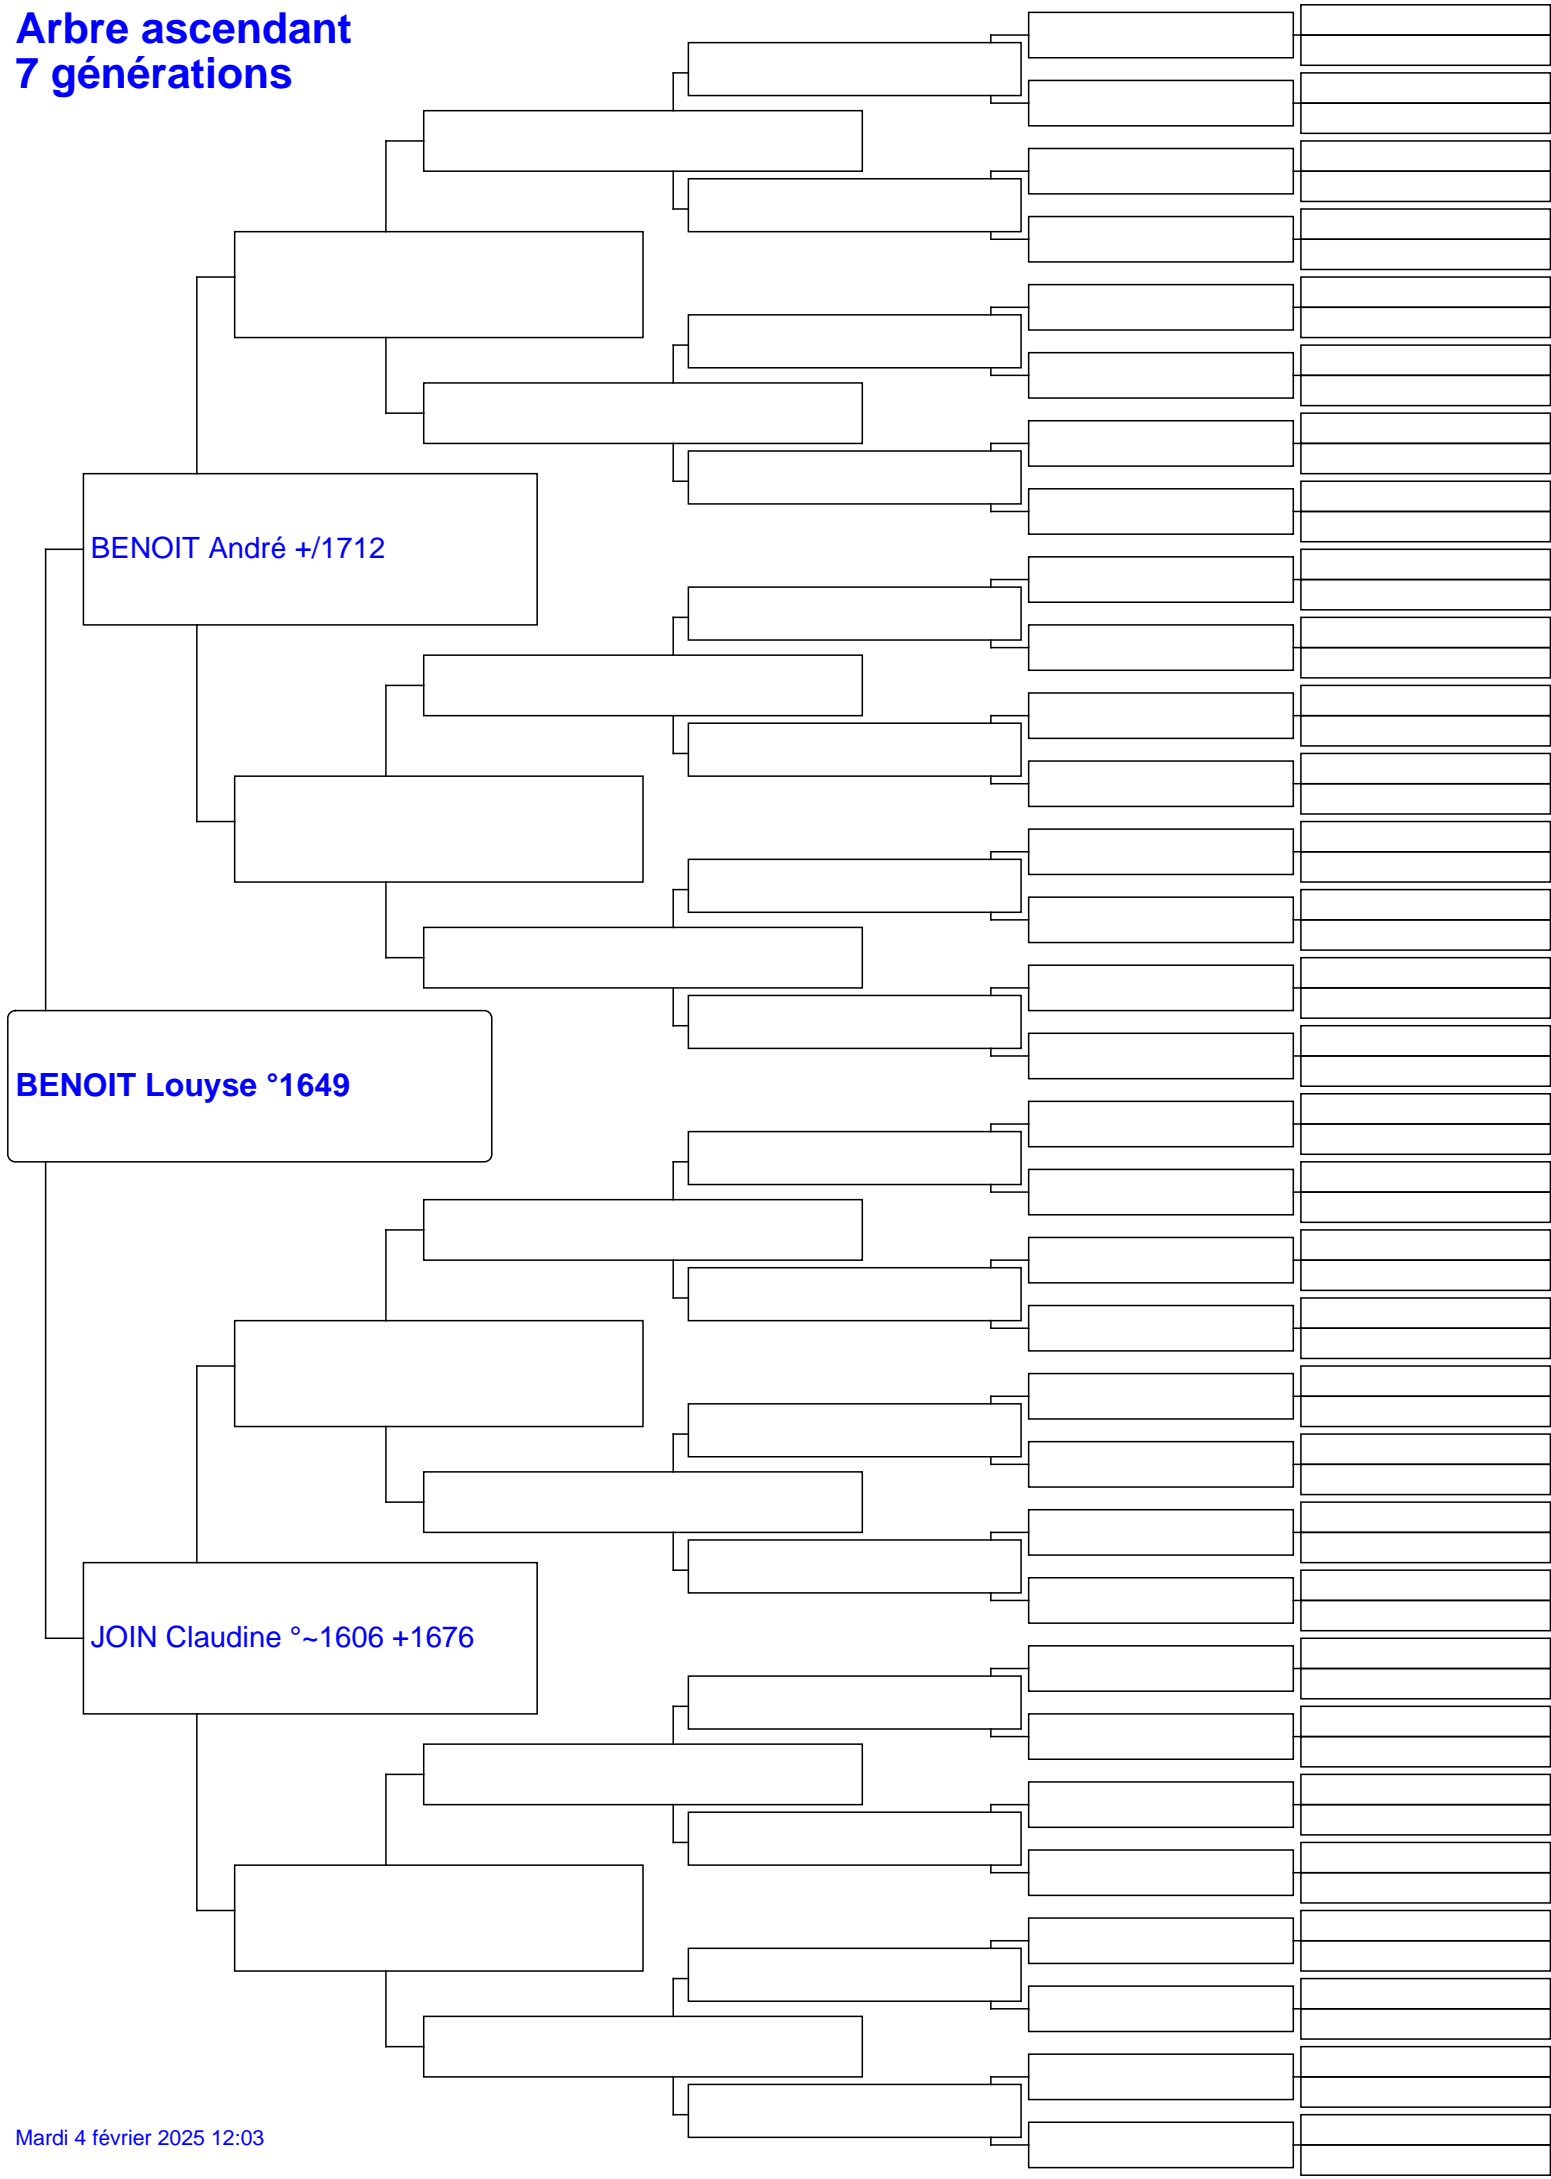 Arbre ascendant
7 générations
BENOIT André +/1712
BENOIT Louyse °1649
JOIN Claudine °~1606 +1676
Mardi 4 février 2025 12:03